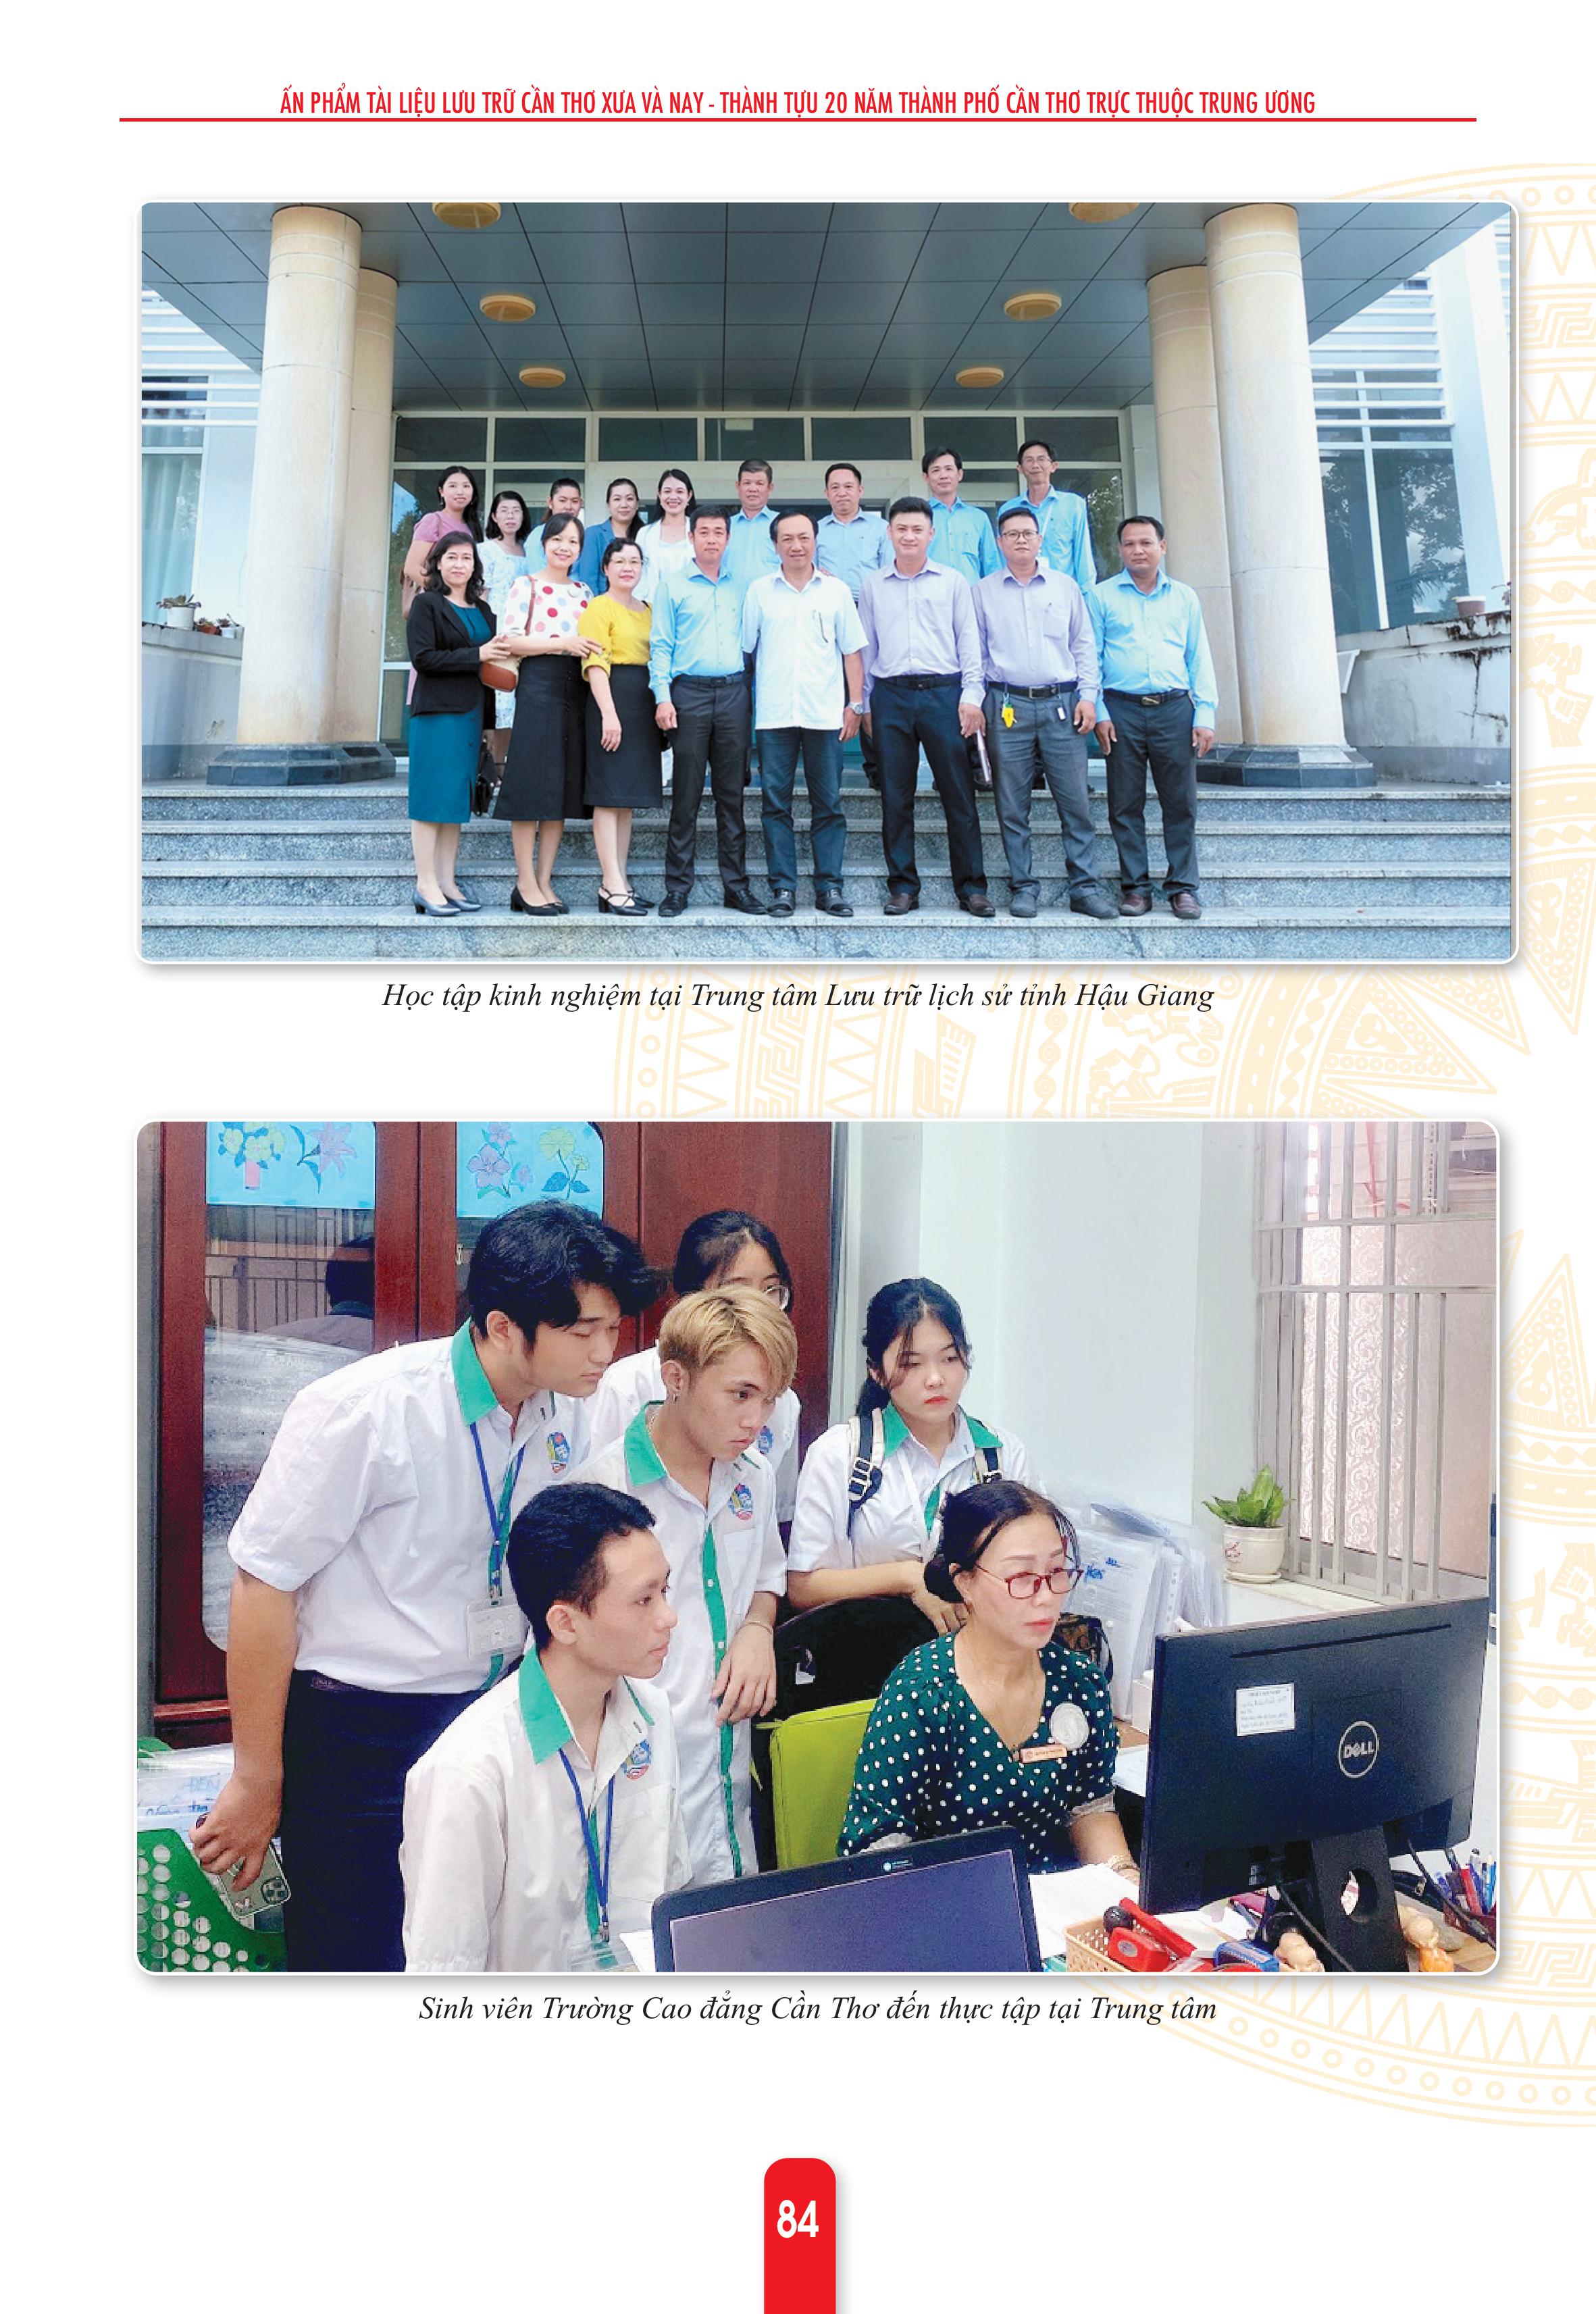 ẤN PHẨM TÀI LIỆU LƯU TRỮ CẦN THƠ XƯA VÀ NAY - THÀNH TỰU 20 NĂM THÀNH PHỐ CẦN THƠ TRỰC THUỘC TRUNG ƯƠNG
Học tập kinh nghiệm tại Trung tâm Lưu trữ lịch sử tỉnh Hậu Giang
DELL
Sinh viên Trường Cao đẳng Cần Thơ đến thực tập tại Trung tâm
84